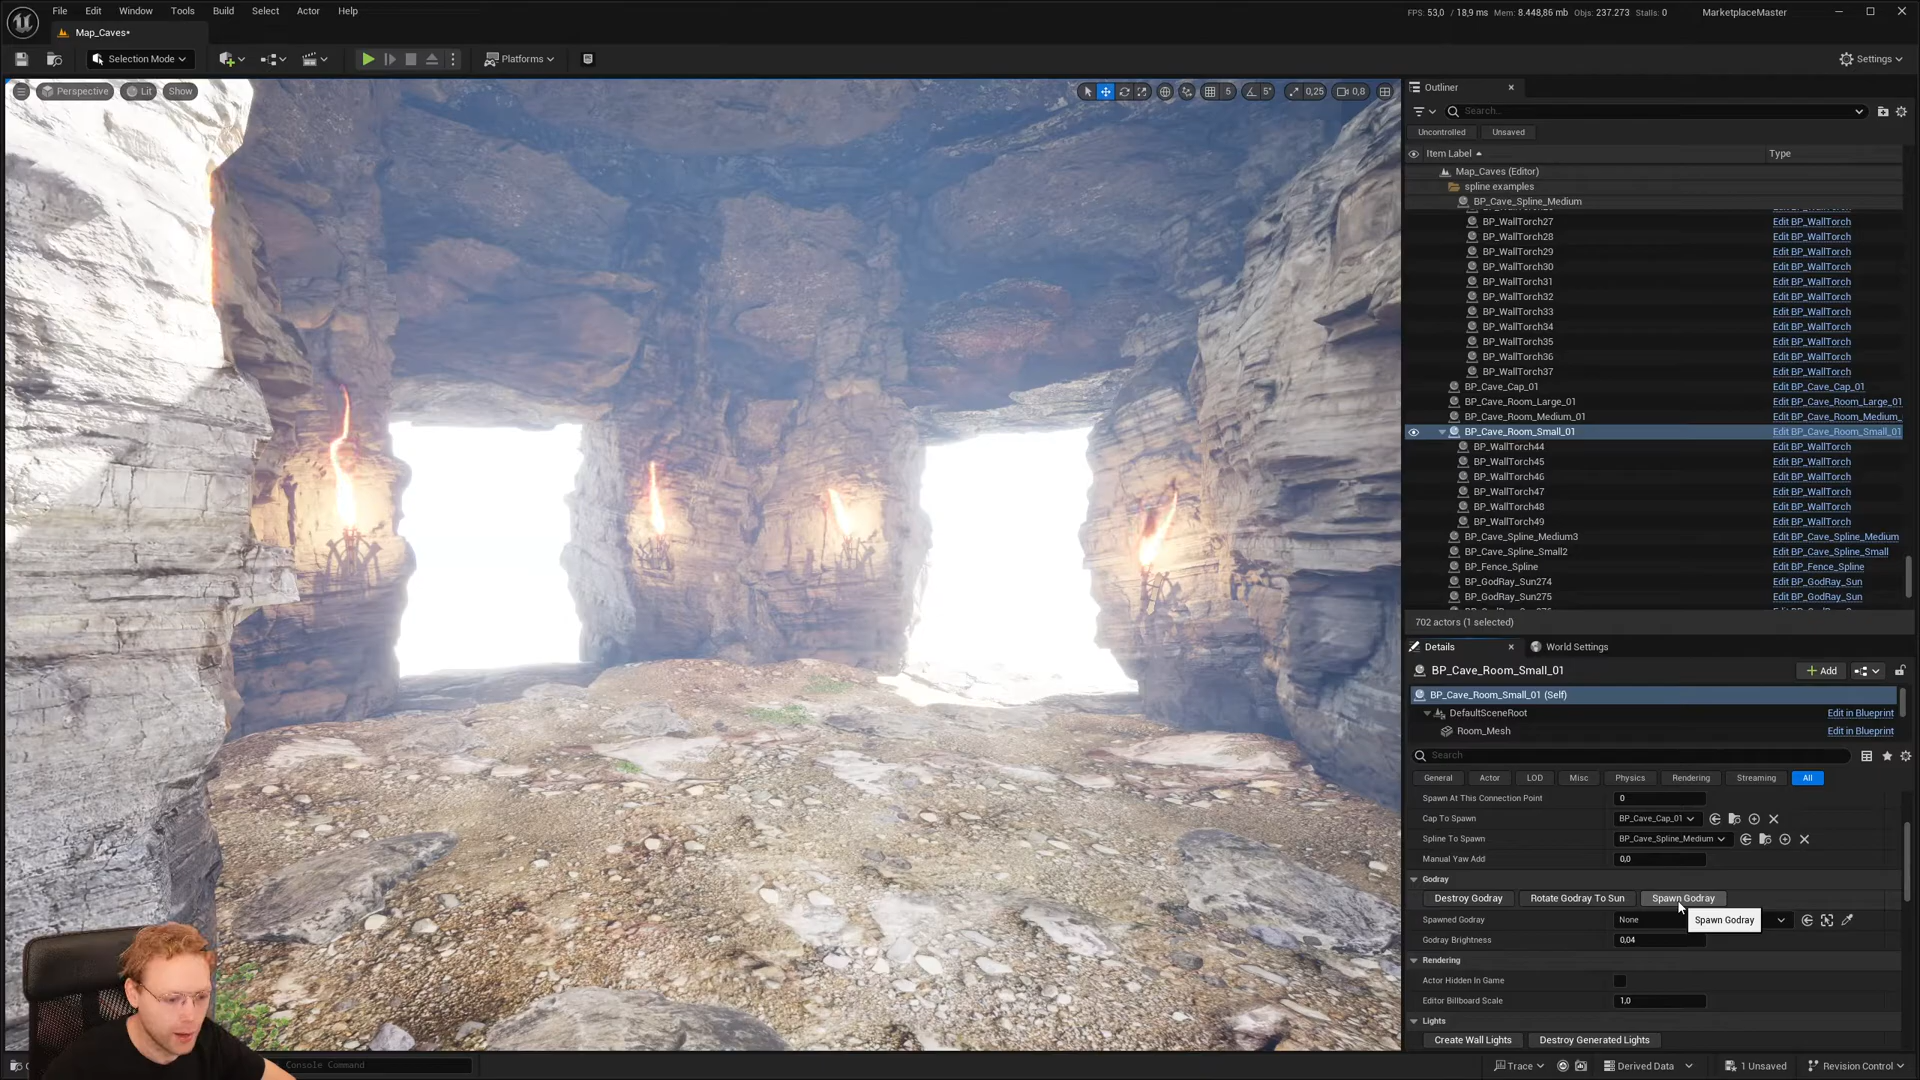 File Edit Window Tools Build Select Actor Help
FPS: 53,0 / 18,9 ms Mem: 8.448,86 mb Objs: 237.273 Stalls: 0 MarketplaceMaster
Map_Caves*
Selection Mode Platforms Settings
Perspective Lit Show 5 5° 0,25 0,8
Outliner
Search...
Uncontrolled Unsaved
Item Label Type
Map_Caves (Editor)
spline examples
BP_Cave_Spline_Medium
BP_WallTorch27 Edit BP_WallTorch
BP_WallTorch28 Edit BP_WallTorch
BP_WallTorch29 Edit BP_WallTorch
BP_WallTorch30 Edit BP_WallTorch
BP_WallTorch31 Edit BP_WallTorch
BP_WallTorch32 Edit BP_WallTorch
BP_WallTorch33 Edit BP_WallTorch
BP_WallTorch34 Edit BP_WallTorch
BP_WallTorch35 Edit BP_WallTorch
BP_WallTorch36 Edit BP_WallTorch
BP_WallTorch37 Edit BP_WallTorch
BP_Cave_Cap_01 Edit BP_Cave_Cap_01
BP_Cave_Room_Large_01 Edit BP_Cave_Room_Large_01
BP_Cave_Room_Medium_01 Edit BP_Cave_Room_Medium_
BP_Cave_Room_Small_01 Edit BP_Cave_Room_Small_01
BP_WallTorch44 Edit BP_WallTorch
BP_WallTorch45 Edit BP_WallTorch
BP_WallTorch46 Edit BP_WallTorch
BP_WallTorch47 Edit BP_WallTorch
BP_WallTorch48 Edit BP_WallTorch
BP_WallTorch49 Edit BP_WallTorch
BP_Cave_Spline_Medium3 Edit BP_Cave_Spline_Medium
BP_Cave_Spline_Small2 Edit BP_Cave_Spline_Small
BP_Fence_Spline Edit BP_Fence_Spline
BP_GodRay_Sun274 Edit BP_GodRay_Sun
BP_GodRay_Sun275 Edit BP_GodRay_Sun
702 actors (1 selected)
Details World Settings
BP_Cave_Room_Small_01 Add
BP_Cave_Room_Small_01 (Self)
DefaultSceneRoot Edit in Blueprint
Room_Mesh Edit in Blueprint
Search
General Actor LOD Misc Physics Rendering Streaming All
Spawn At This Connection Point 0
Cap To Spawn BP_Cave_Cap_01
Spline To Spawn BP_Cave_Spline_Medium
Manual Yaw Add 0,0
Godray
Destroy Godray Rotate Godray To Sun Spawn Godray
Spawned Godray None Spawn Godray
Godray Brightness 0,04
Rendering
Actor Hidden In Game
Editor Billboard Scale 1,0
Lights
Create Wall Lights Destroy Generated Lights
Console Command Trace Derived Data 1 Unsaved Revision Control